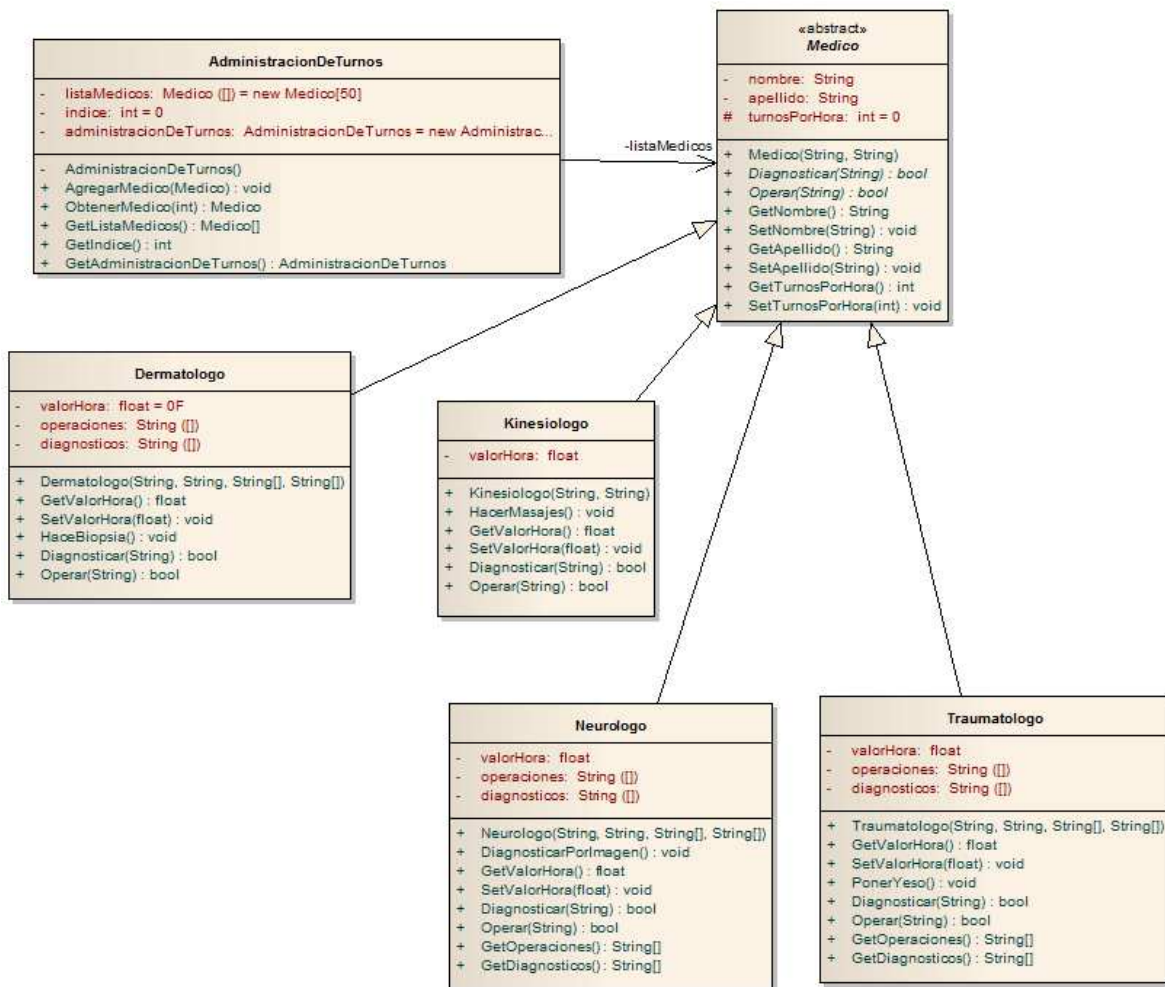 AdministracionDeTurnos
- listaMedicos: Medico ([]) = new Medico[50]
- indice: int = 0
- administracionDeTurnos: AdministracionDeTurnos = new Administrac...
- AdministracionDeTurnos()
+ AgregarMedico(Medico) : void
+ ObtenerMedico(int) : Medico
+ GetListaMedicos() : Medico[]
+ GetIndice() : int
+ GetAdministracionDeTurnos() : AdministracionDeTurnos
-listaMedicos
«abstract»
Medico
- nombre: String
- apellido: String
# turnosPorHora: int = 0
+ Medico(String, String)
+ Diagnosticar(String) : bool
+ Operar(String) : bool
+ GetNombre() : String
+ SetNombre(String) : void
+ GetApellido() : String
+ SetApellido(String) : void
+ GetTurnosPorHora() : int
+ SetTurnosPorHora(int) : void
Dermatologo
- valorHora: float = 0F
- operaciones: String ([])
- diagnosticos: String ([])
+ Dermatologo(String, String, String[], String[])
+ GetValorHora() : float
+ SetValorHora(float) : void
+ HaceBiopsia() : void
+ Diagnosticar(String) : bool
+ Operar(String) : bool
Kinesiologo
- valorHora: float
+ Kinesiologo(String, String)
+ HacerMasajes() : void
+ GetValorHora() : float
+ SetValorHora(float) : void
+ Diagnosticar(String) : bool
+ Operar(String) : bool
Neurologo
- valorHora: float
- operaciones: String ([])
- diagnosticos: String ([])
+ Neurologo(String, String, String[], String[])
+ DiagnosticarPorImagen() : void
+ GetValorHora() : float
+ SetValorHora(float) : void
+ Diagnosticar(String) : bool
+ Operar(String) : bool
+ GetOperaciones() : String[]
+ GetDiagnosticos() : String[]
Traumatologo
- valorHora: float
- operaciones: String ([])
- diagnosticos: String ([])
+ Traumatologo(String, String, String[], String[])
+ GetValorHora() : float
+ SetValorHora(float) : void
+ PonerYeso() : void
+ Diagnosticar(String) : bool
+ Operar(String) : bool
+ GetOperaciones() : String[]
+ GetDiagnosticos() : String[]